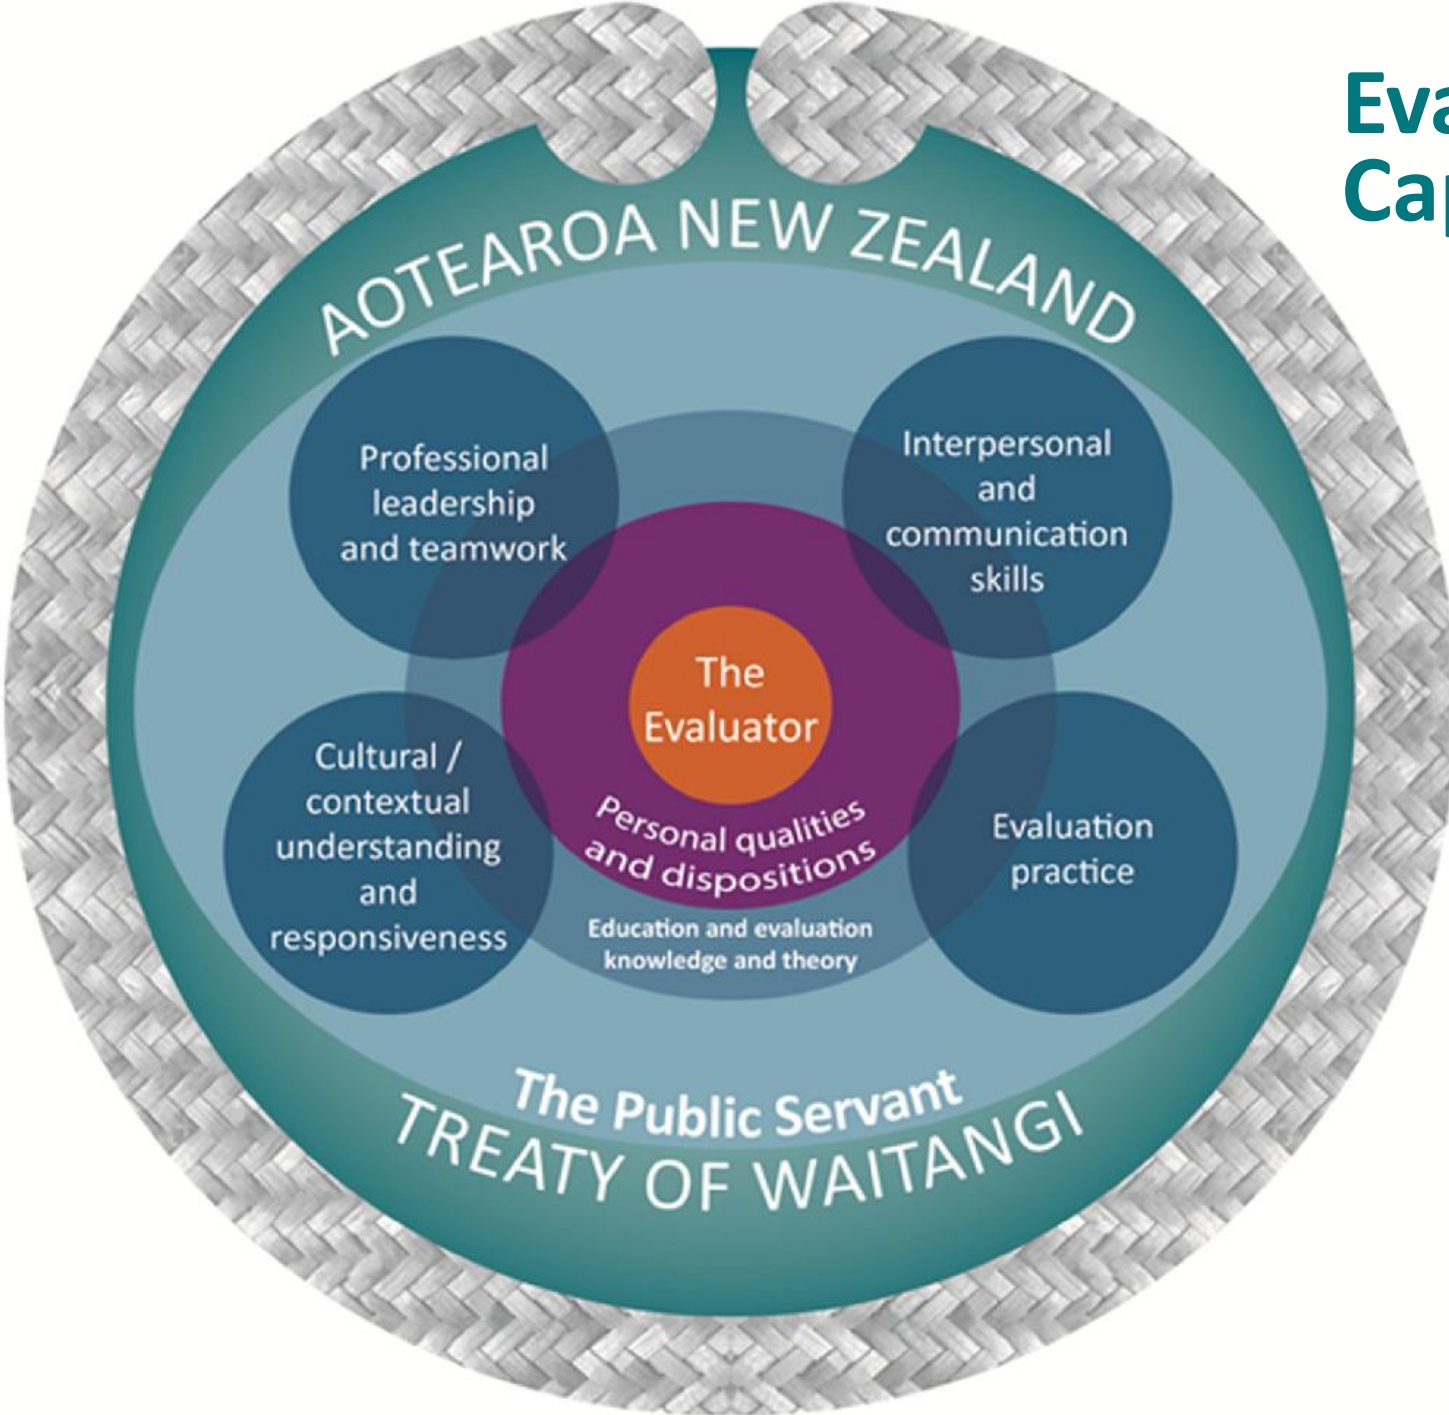 AOTEAROA NEW ZEALAND
Professional
leadership
and teamwork
Interpersonal
and
communication
skills
The
Evaluator
Personal qualities
and dispositions
Education and evaluation
knowledge and theory
Cultural /
contextual
understanding
and
responsiveness
Evaluation
practice
The Public Servant
TREATY OF WAITANGI